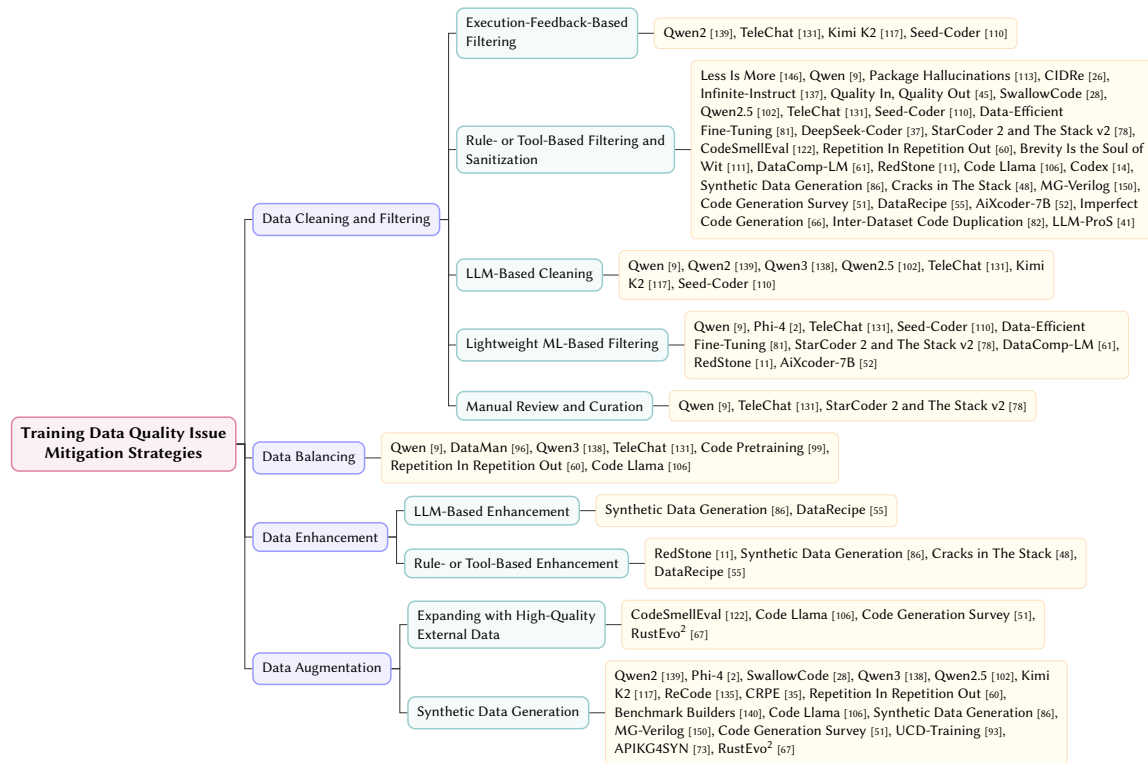 Execution-Feedback-Based
Filtering
Qwen2 [139], TeleChat [131], Kimi K2 [117], Seed-Coder [110]
Less Is More [146], Qwen [9], Package Hallucinations [113], CIDRe [26],
Infinite-Instruct [137], Quality In, Quality Out [45], SwallowCode [28],
Qwen2.5 [102], TeleChat [131], Seed-Coder [110], Data-Efficient
Fine-Tuning [81], DeepSeek-Coder [37], StarCoder 2 and The Stack v2 [78],
CodeSmellEval [122], Repetition In Repetition Out [60], Brevity Is the Soul of
Wit [111], DataComp-LM [61], RedStone [11], Code Llama [106], Codex [14],
Synthetic Data Generation [86], Cracks in The Stack [48], MG-Verilog [150],
Code Generation Survey [51], DataRecipe [55], AiXcoder-7B [52], Imperfect
Code Generation [66], Inter-Dataset Code Duplication [82], LLM-ProS [41]
Rule- or Tool-Based Filtering and
Sanitization
Data Cleaning and Filtering
LLM-Based Cleaning
Qwen [9], Qwen2 [139], Qwen3 [138], Qwen2.5 [102], TeleChat [131], Kimi
K2 [117], Seed-Coder [110]
Lightweight ML-Based Filtering
Qwen [9], Phi-4 [2], TeleChat [131], Seed-Coder [110], Data-Efficient
Fine-Tuning [81], StarCoder 2 and The Stack v2 [78], DataComp-LM [61],
RedStone [11], AiXcoder-7B [52]
Manual Review and Curation
Qwen [9], TeleChat [131], StarCoder 2 and The Stack v2 [78]
Training Data Quality Issue
Mitigation Strategies
Data Balancing
Qwen [9], DataMan [96], Qwen3 [138], TeleChat [131], Code Pretraining [99],
Repetition In Repetition Out [60], Code Llama [106]
Data Enhancement
LLM-Based Enhancement
Synthetic Data Generation [86], DataRecipe [55]
Rule- or Tool-Based Enhancement
RedStone [11], Synthetic Data Generation [86], Cracks in The Stack [48],
DataRecipe [55]
Data Augmentation
Expanding with High-Quality
External Data
CodeSmellEval [122], Code Llama [106], Code Generation Survey [51],
RustEvo² [67]
Synthetic Data Generation
Qwen2 [139], Phi-4 [2], SwallowCode [28], Qwen3 [138], Qwen2.5 [102], Kimi
K2 [117], ReCode [135], CRPE [35], Repetition In Repetition Out [60],
Benchmark Builders [140], Code Llama [106], Synthetic Data Generation [86],
MG-Verilog [150], Code Generation Survey [51], UCD-Training [93],
APIKG4SYN [73], RustEvo² [67]